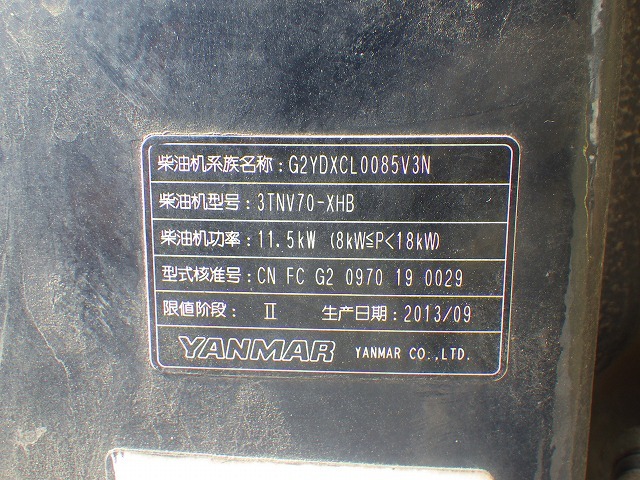 柴油机系族名称：G2YDXCL0085V3N
柴油机型号：3TNV70-XHB
柴油机功率：11.5kW (8kW≦P<18kW)
型式核准号：CN FC G2 0970 19 0029
限值阶段： Ⅱ 生产日期：2013/09
YANMAR YANMAR CO.,LTD.